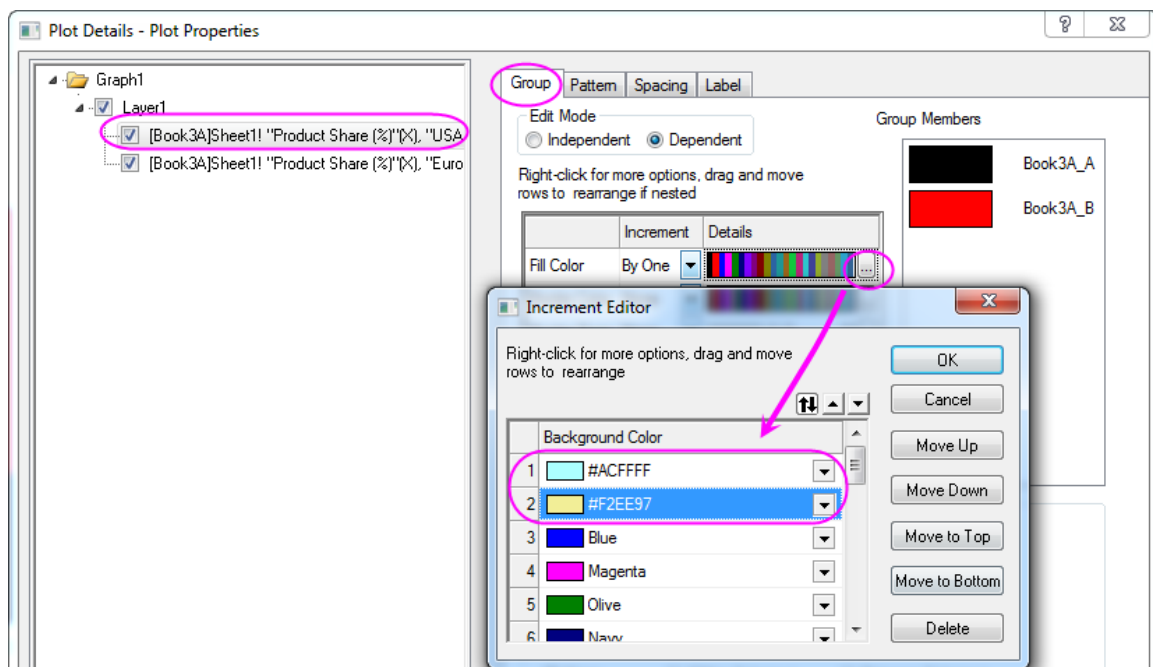 Plot Details - Plot Properties
Graph1
Layer1
[Book3A]Sheet1! "Product Share (%)"(X), "USA
[Book3A]Sheet1! "Product Share (%)"(X), "Euro
Group Pattern Spacing Label
Edit Mode
Independent Dependent
Group Members
Right-click for more options, drag and move
rows to rearrange if nested
Book3A_A
Book3A_B
Increment Details
Fill Color By One ...
Increment Editor
Right-click for more options, drag and move
rows to rearrange
OK
Cancel
Move Up
Move Down
Move to Top
Move to Bottom
Delete
Background Color
1 #ACFFFF
2 #F2EE97
3 Blue
4 Magenta
5 Olive
6 Navy